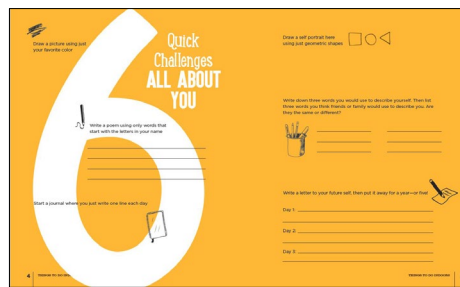 Draw a picture using just
your favorite color
6
Quick
Challenges
ALL ABOUT
YOU
Write a poem using only words that
start with the letters in your name
Start a journal where you just write one line each day
4
Draw a self portrait here
using just geometric shapes
Write down three words you would use to describe yourself. Then list
three words you think friends or family would use to describe you. Are
they the same or different?
Write a letter to your future self, then put it away for a year—or five!
Day 1:
Day 2:
Day 3: